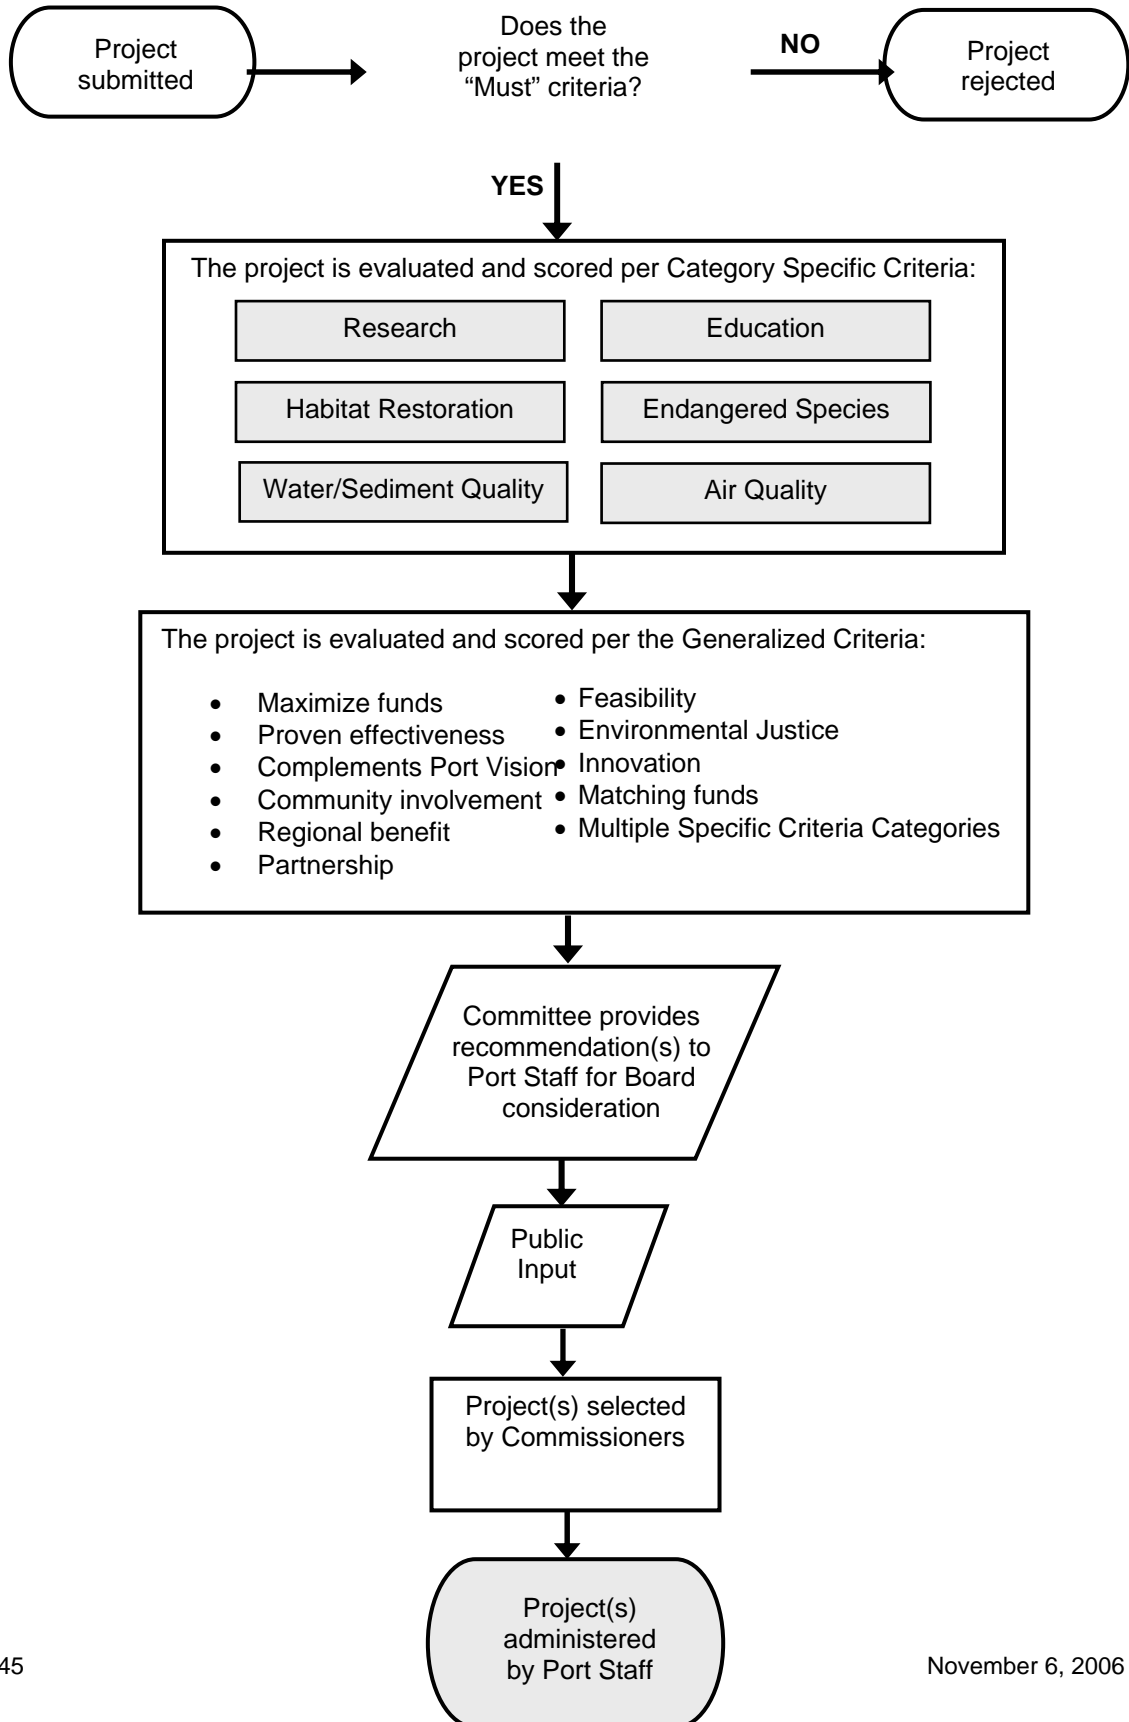 Project
submitted
Does the
project meet the
“Must” criteria?
NO
Project
rejected
YES
The project is evaluated and scored per Category Specific Criteria:
Research
Education
Habitat Restoration
Endangered Species
Water/Sediment Quality
Air Quality
The project is evaluated and scored per the Generalized Criteria:
• Maximize funds
• Proven effectiveness
• Complements Port Vision
• Community involvement
• Regional benefit
• Partnership
• Feasibility
• Environmental Justice
• Innovation
• Matching funds
• Multiple Specific Criteria Categories
Committee provides
recommendation(s) to
Port Staff for Board
consideration
Public
Input
Project(s) selected
by Commissioners
Project(s)
administered
by Port Staff
45
November 6, 2006